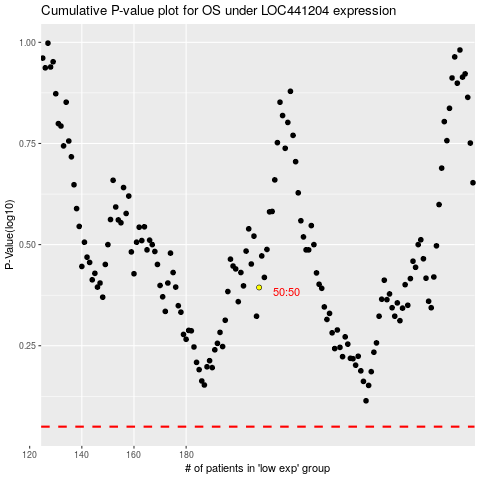 Cumulative P-value plot for OS under LOC441204 expression
P-Value(log10)
1.00
0.75
0.50
0.25
50:50
120 140 160 180
# of patients in 'low exp' group